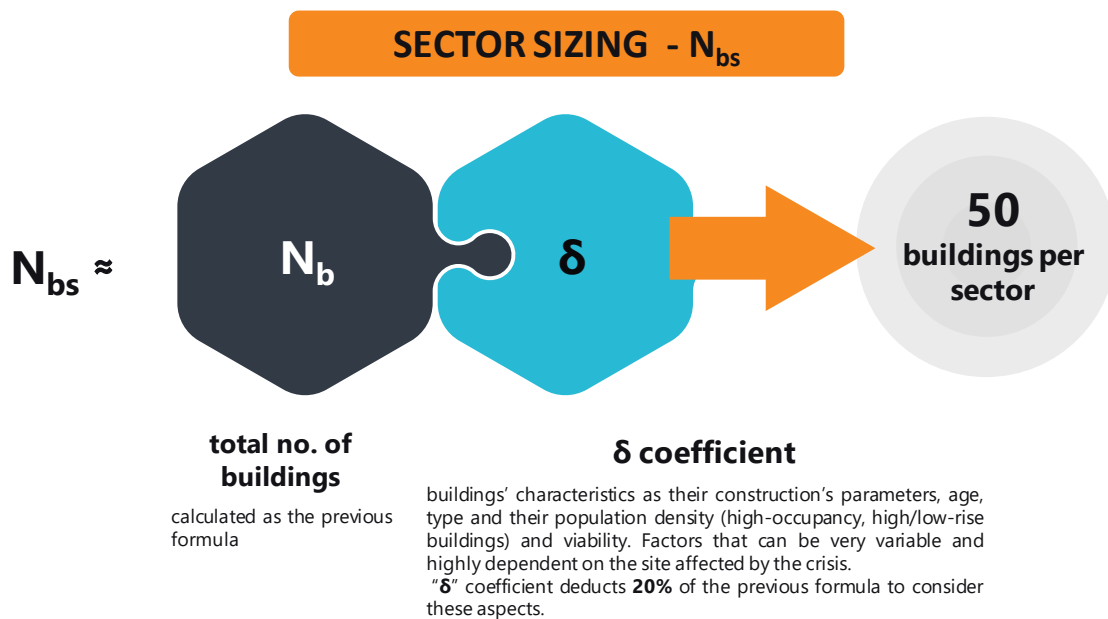 SECTOR SIZING - Nbs
Nbs ≈
Nb
δ
50
buildings per
sector
total no. of
buildings
calculated as the previous
formula
δ coefficient
buildings’ characteristics as their construction’s parameters, age,
type and their population density (high-occupancy, high/low-rise
buildings) and viability. Factors that can be very variable and
highly dependent on the site affected by the crisis.
“δ” coefficient deducts 20% of the previous formula to consider
these aspects.